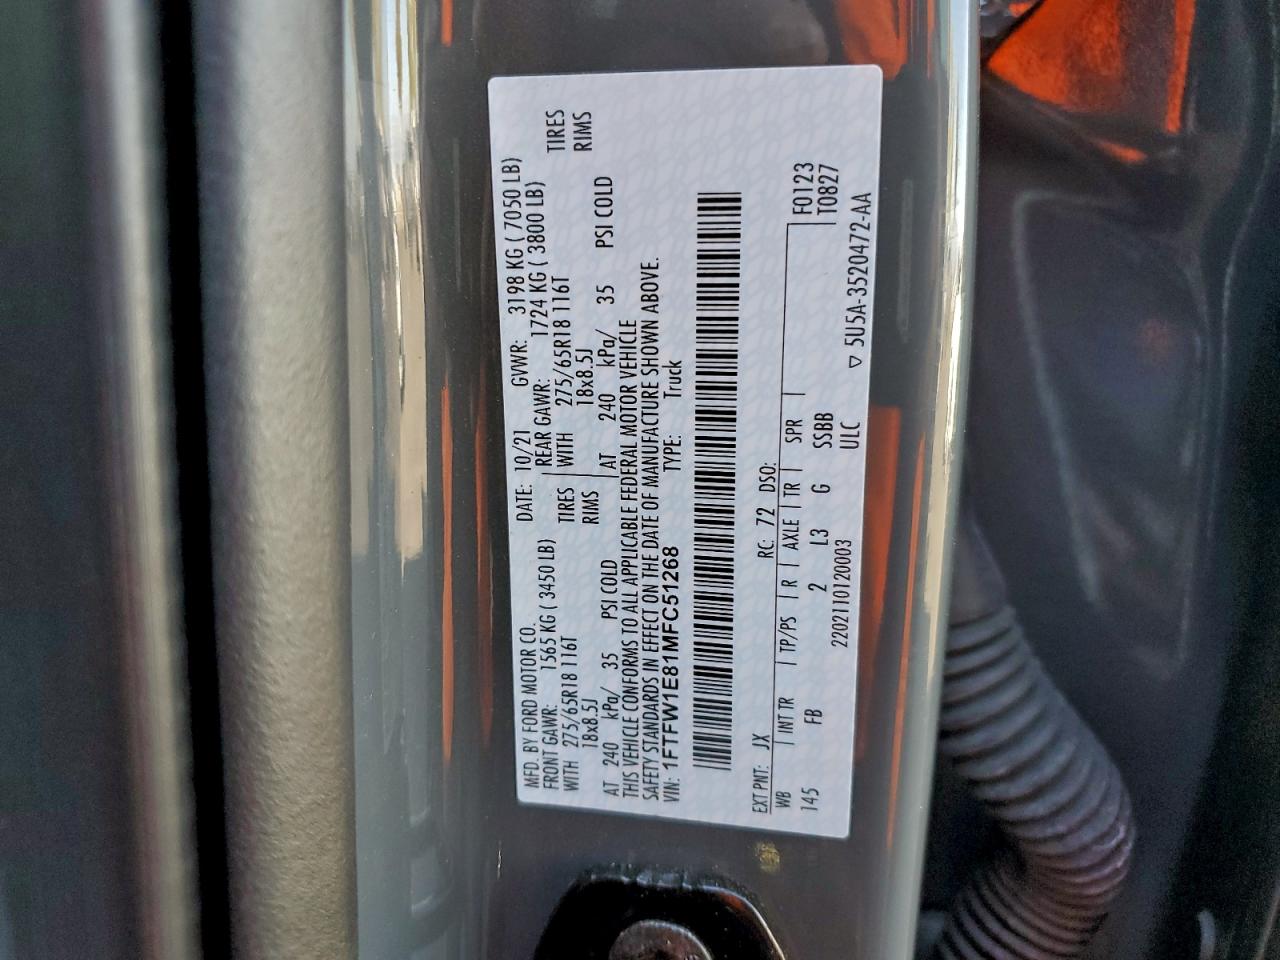 MFD. BY FORD MOTOR CO. DATE: 10/21 GVWR: 3198 KG ( 7050 LB)
FRONT GAWR: 1565 KG ( 3450 LB) REAR GAWR: 1724 KG ( 3800 LB)
WITH 275/65R18 116T TIRES WITH 275/65R18 116T TIRES
18x8.5J RIMS 18x8.5J RIMS
AT 240 kPa/ 35 PSI COLD AT 240 kPa/ 35 PSI COLD
THIS VEHICLE CONFORMS TO ALL APPLICABLE FEDERAL MOTOR VEHICLE
SAFETY STANDARDS IN EFFECT ON THE DATE OF MANUFACTURE SHOWN ABOVE.
VIN: 1FTFW1E81MFC51268 TYPE: Truck
EXT PNT: JX RC: 72 DSO:
WB INT TR TP/PS R AXLE TR SPR F0123
145 FB 2 L3 G SSBB T0827
2202110120003 ULC
▽ 5U5A-3520472-AA